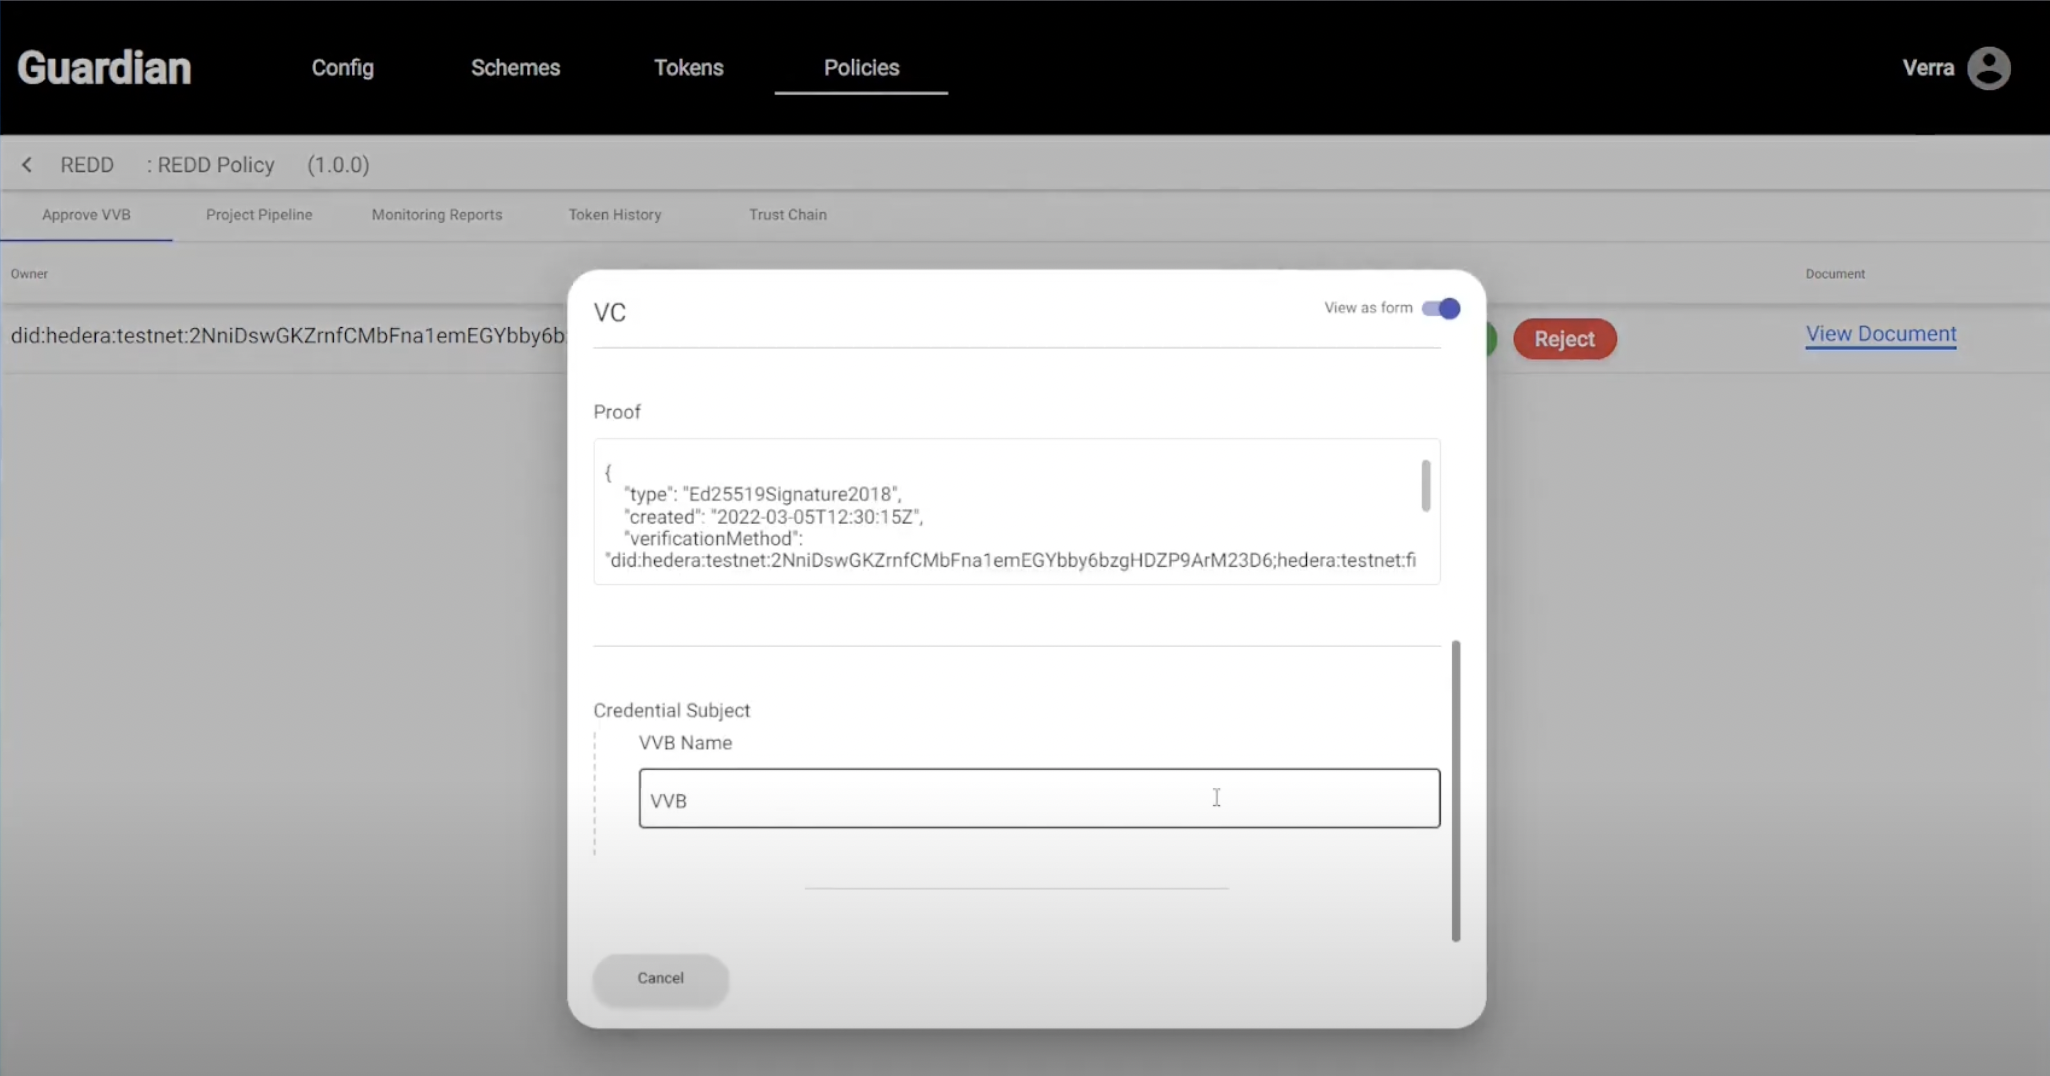 Guardian Config Schemes Tokens Policies Verra
REDD : REDD Policy (1.0.0)
Approve VVB Project Pipeline Monitoring Reports Token History Trust Chain
Owner Document
did:hedera:testnet:2NniDswGKZrnfCMbFna1emEGYbby6b Reject View Document
VC View as form
Proof
{
"type": "Ed25519Signature2018",
"created": "2022-03-05T12:30:15Z",
"verificationMethod":
"did:hedera:testnet:2NniDswGKZrnfCMbFna1emEGYbby6bzgHDZP9ArM23D6;hedera:testnet:fi
Credential Subject
VVB Name
VVB
Cancel